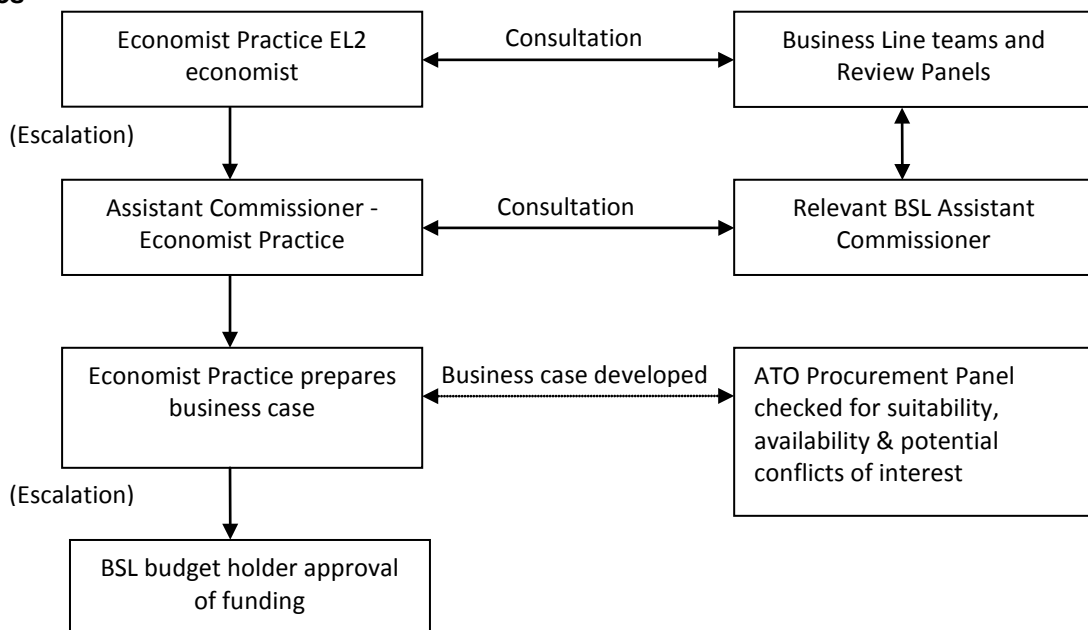 Economist Practice EL2
economist
Consultation
Business Line teams and
Review Panels
(Escalation)
Assistant Commissioner -
Economist Practice
Consultation
Relevant BSL Assistant
Commissioner
Economist Practice prepares
business case
Business case developed
ATO Procurement Panel
checked for suitability,
availability & potential
conflicts of interest
(Escalation)
BSL budget holder approval
of funding